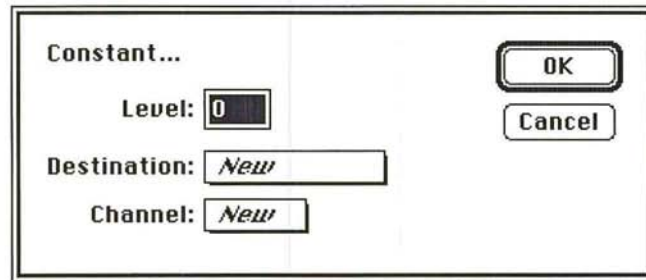 Constant...
OK
Level: 0
Cancel
Destination: New
Channel: New